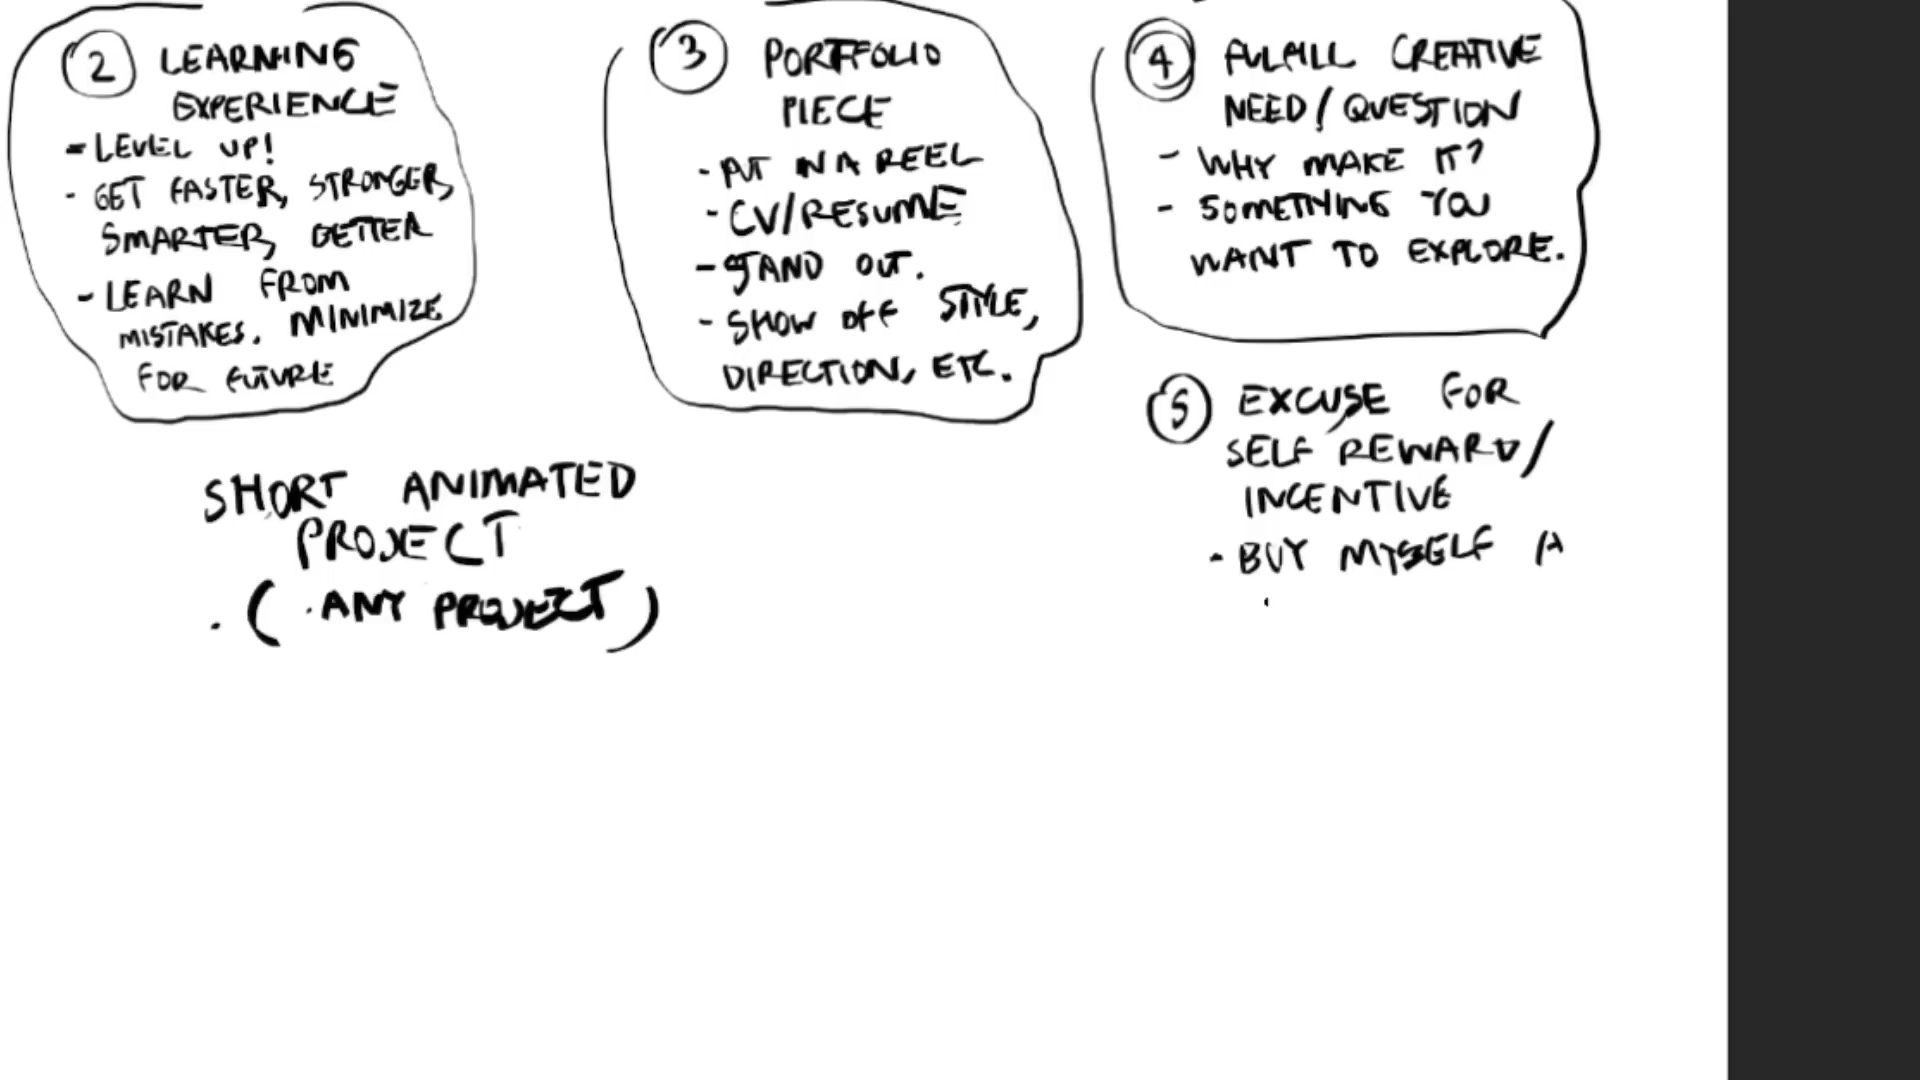 2 LEARNING
EXPERIENCE
- LEVEL UP!
- GET FASTER, STRONGER,
SMARTER, BETTER
- LEARN FROM
MISTAKES. MINIMIZE
FOR FUTURE
3 PORTFOLIO
PIECE
- PUT IN A REEL
- CV/RESUME
- STAND OUT.
- SHOW OFF STYLE,
DIRECTION, ETC.
4 FULFILL CREATIVE
NEED/QUESTION
- WHY MAKE IT?
- SOMETHING YOU
WANT TO EXPLORE.
5 EXCUSE FOR
SELF REWARD/
INCENTIVE
- BUY MYSELF A
SHORT ANIMATED
PROJECT
(ANY PROJECT)